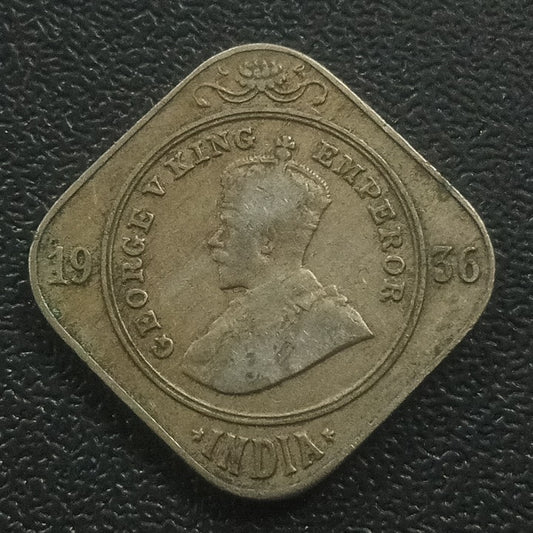 GEORGE V KING EMPEROR
19 36
INDIA